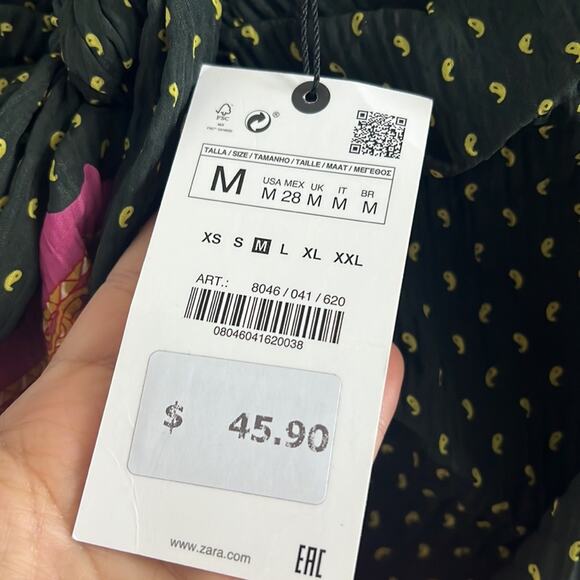 FSC
TALLA / SIZE / TAMANHO / TAILLE / MAAT / ΜΕΓΕΘΟΣ
M
USA MEX UK IT BR
M 28 M M M
XS S M L XL XXL
ART.: 8046 / 041 / 620
08046041620038
$ 45.90
www.zara.com
EAC